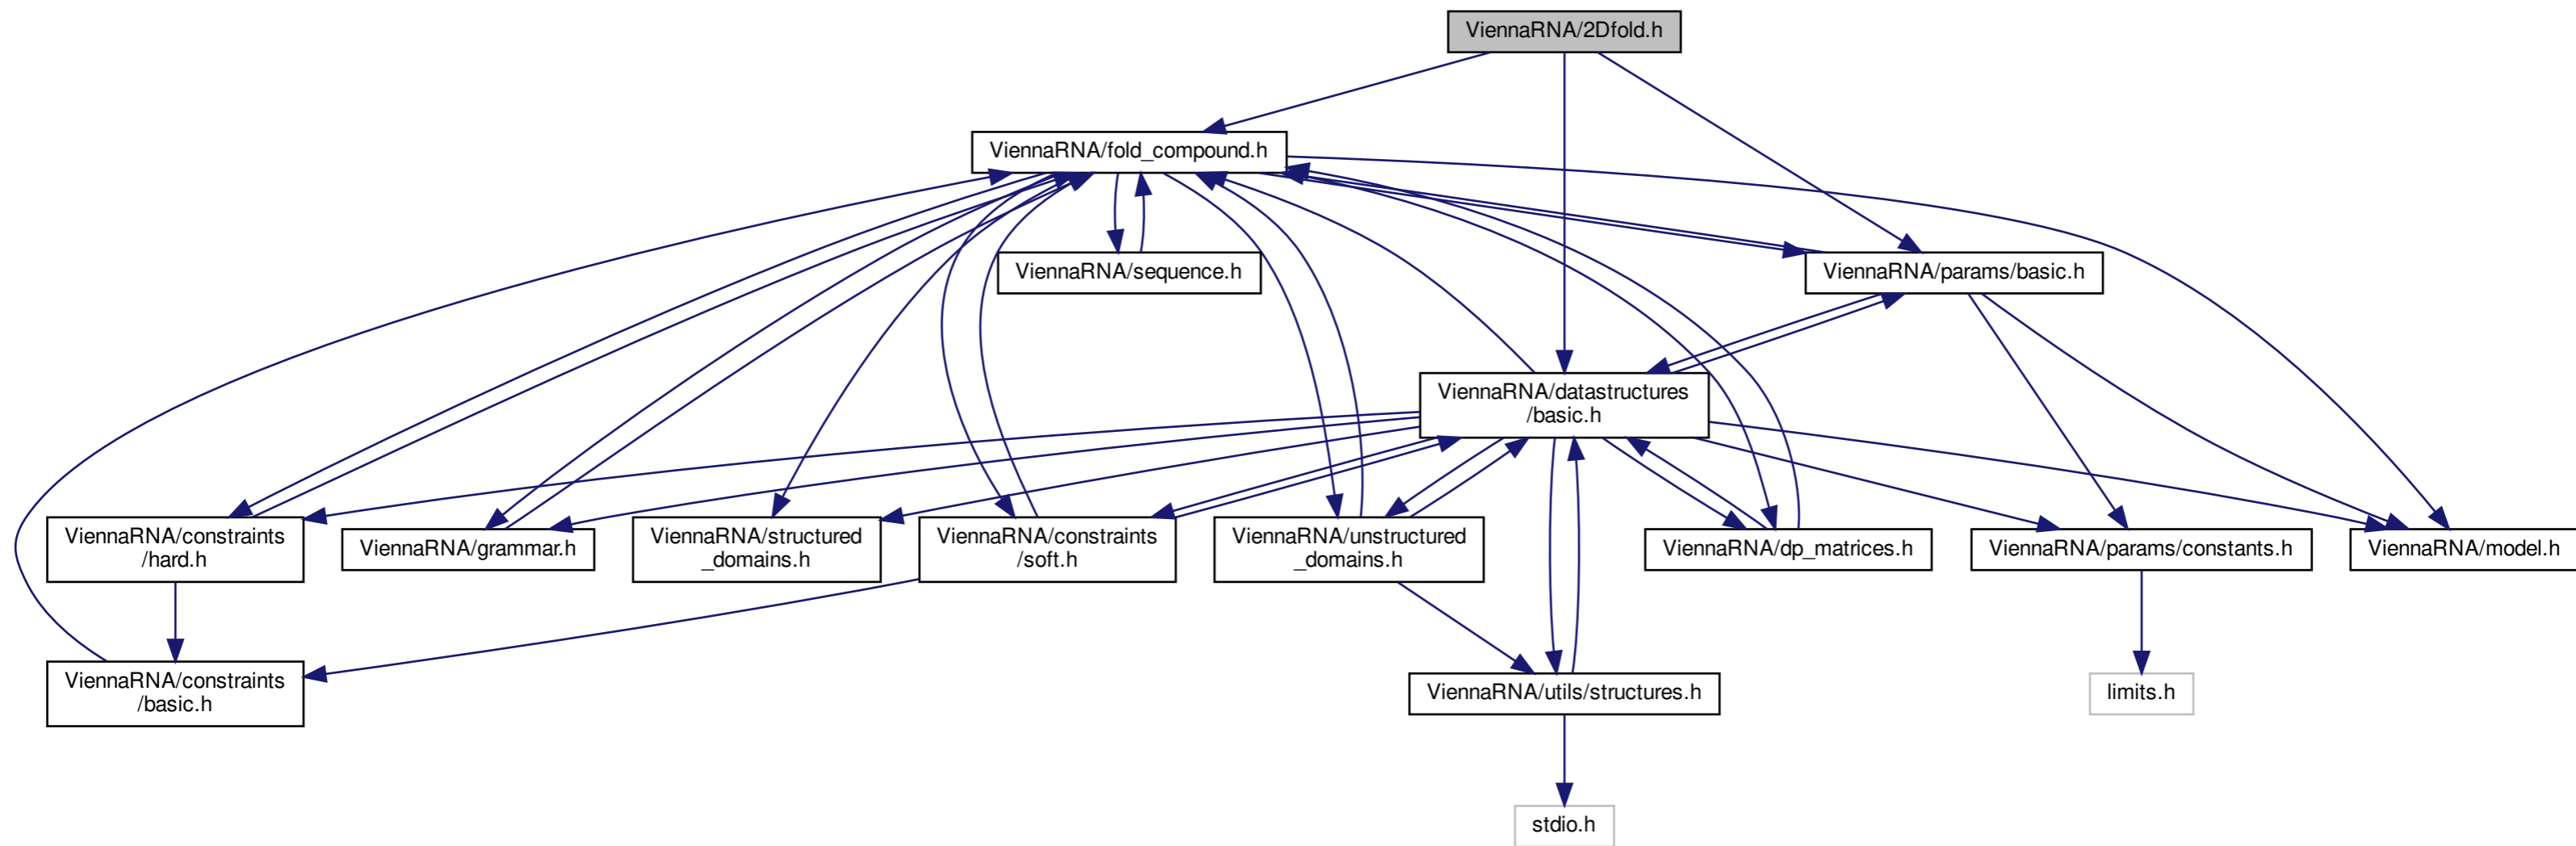 ViennaRNA/2Dfold.h
ViennaRNA/fold_compound.h
ViennaRNA/sequence.h
ViennaRNA/params/basic.h
ViennaRNA/datastructures
/basic.h
ViennaRNA/constraints
/hard.h
ViennaRNA/grammar.h
ViennaRNA/structured
_domains.h
ViennaRNA/constraints
/soft.h
ViennaRNA/unstructured
_domains.h
ViennaRNA/dp_matrices.h
ViennaRNA/params/constants.h
ViennaRNA/model.h
ViennaRNA/constraints
/basic.h
ViennaRNA/utils/structures.h
limits.h
stdio.h